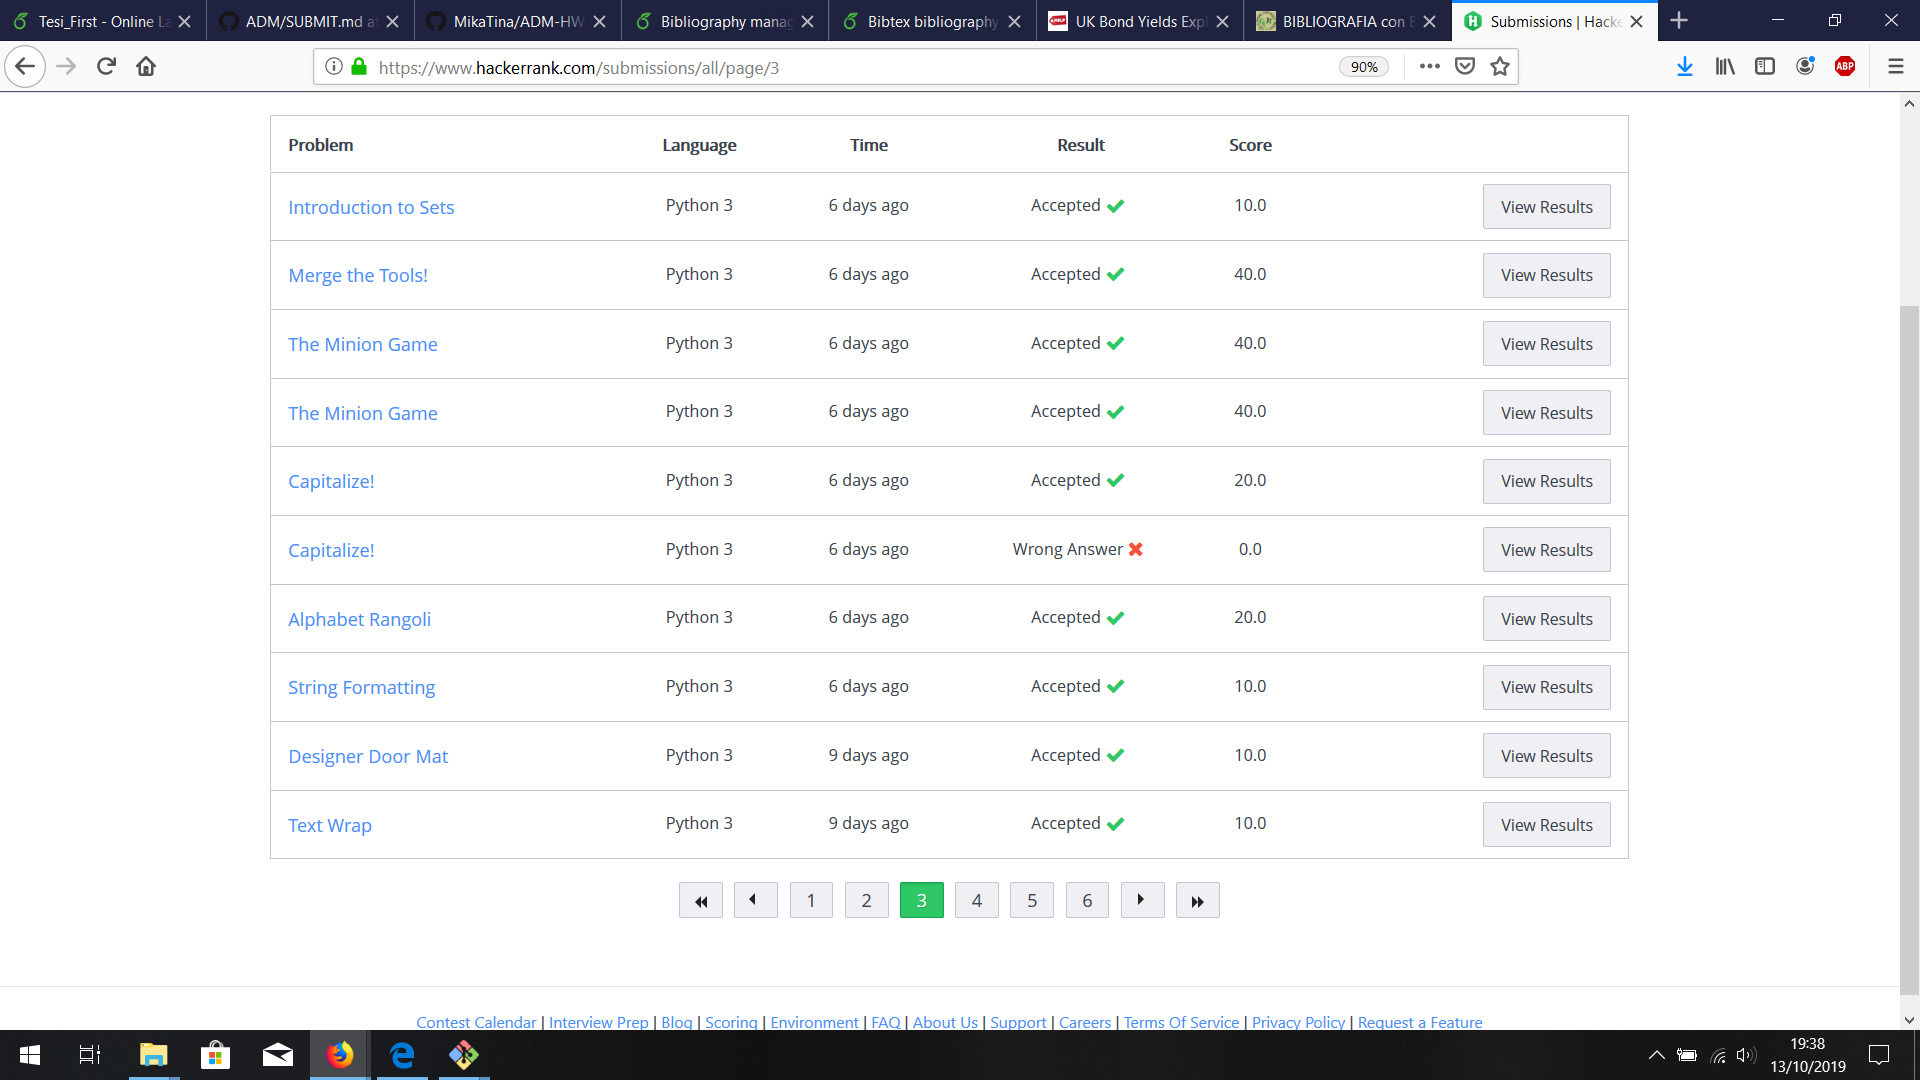 Tesi_First - Online La
ADM/SUBMIT.md at
MikaTina/ADM-HW
Bibliography manag
Bibtex bibliography
UK Bond Yields Expl
BIBLIOGRAFIA con B
Submissions | Hacke
https://www.hackerrank.com/submissions/all/page/3
90%
ABP
Problem Language Time Result Score
Introduction to Sets Python 3 6 days ago Accepted 10.0 View Results
Merge the Tools! Python 3 6 days ago Accepted 40.0 View Results
The Minion Game Python 3 6 days ago Accepted 40.0 View Results
The Minion Game Python 3 6 days ago Accepted 40.0 View Results
Capitalize! Python 3 6 days ago Accepted 20.0 View Results
Capitalize! Python 3 6 days ago Wrong Answer 0.0 View Results
Alphabet Rangoli Python 3 6 days ago Accepted 20.0 View Results
String Formatting Python 3 6 days ago Accepted 10.0 View Results
Designer Door Mat Python 3 9 days ago Accepted 10.0 View Results
Text Wrap Python 3 9 days ago Accepted 10.0 View Results
1 2 3 4 5 6
Contest Calendar | Interview Prep | Blog | Scoring | Environment | FAQ | About Us | Support | Careers | Terms Of Service | Privacy Policy | Request a Feature
19:38
13/10/2019